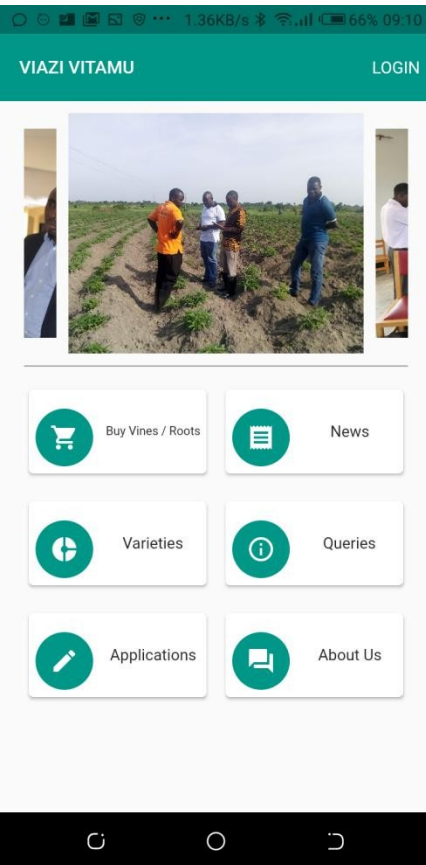 1.36KB/s 66% 09:10
VIAZI VITAMU LOGIN
Buy Vines / Roots News
Varieties Queries
Applications About Us